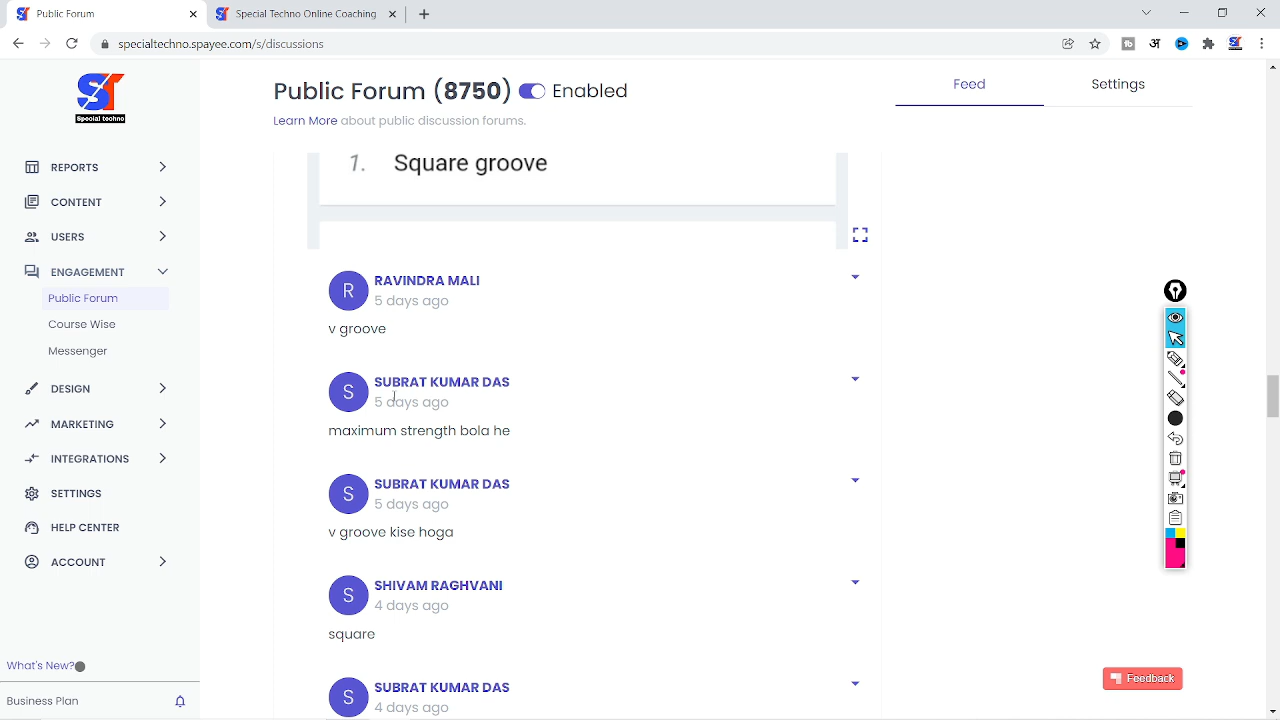 Public Forum
Special Techno Online Coaching
specialtechno.spayee.com/s/discussions
अ
ST
Special techno
Public Forum (8750) Enabled
Learn More about public discussion forums.
Feed
Settings
REPORTS
CONTENT
USERS
ENGAGEMENT
Public Forum
Course Wise
Messenger
DESIGN
MARKETING
INTEGRATIONS
SETTINGS
HELP CENTER
ACCOUNT
What's New?
Business Plan
1. Square groove
R
RAVINDRA MALI
5 days ago
v groove
S
SUBRAT KUMAR DAS
5 days ago
maximum strength bola he
S
SUBRAT KUMAR DAS
5 days ago
v groove kise hoga
S
SHIVAM RAGHVANI
4 days ago
square
S
SUBRAT KUMAR DAS
4 days ago
Feedback